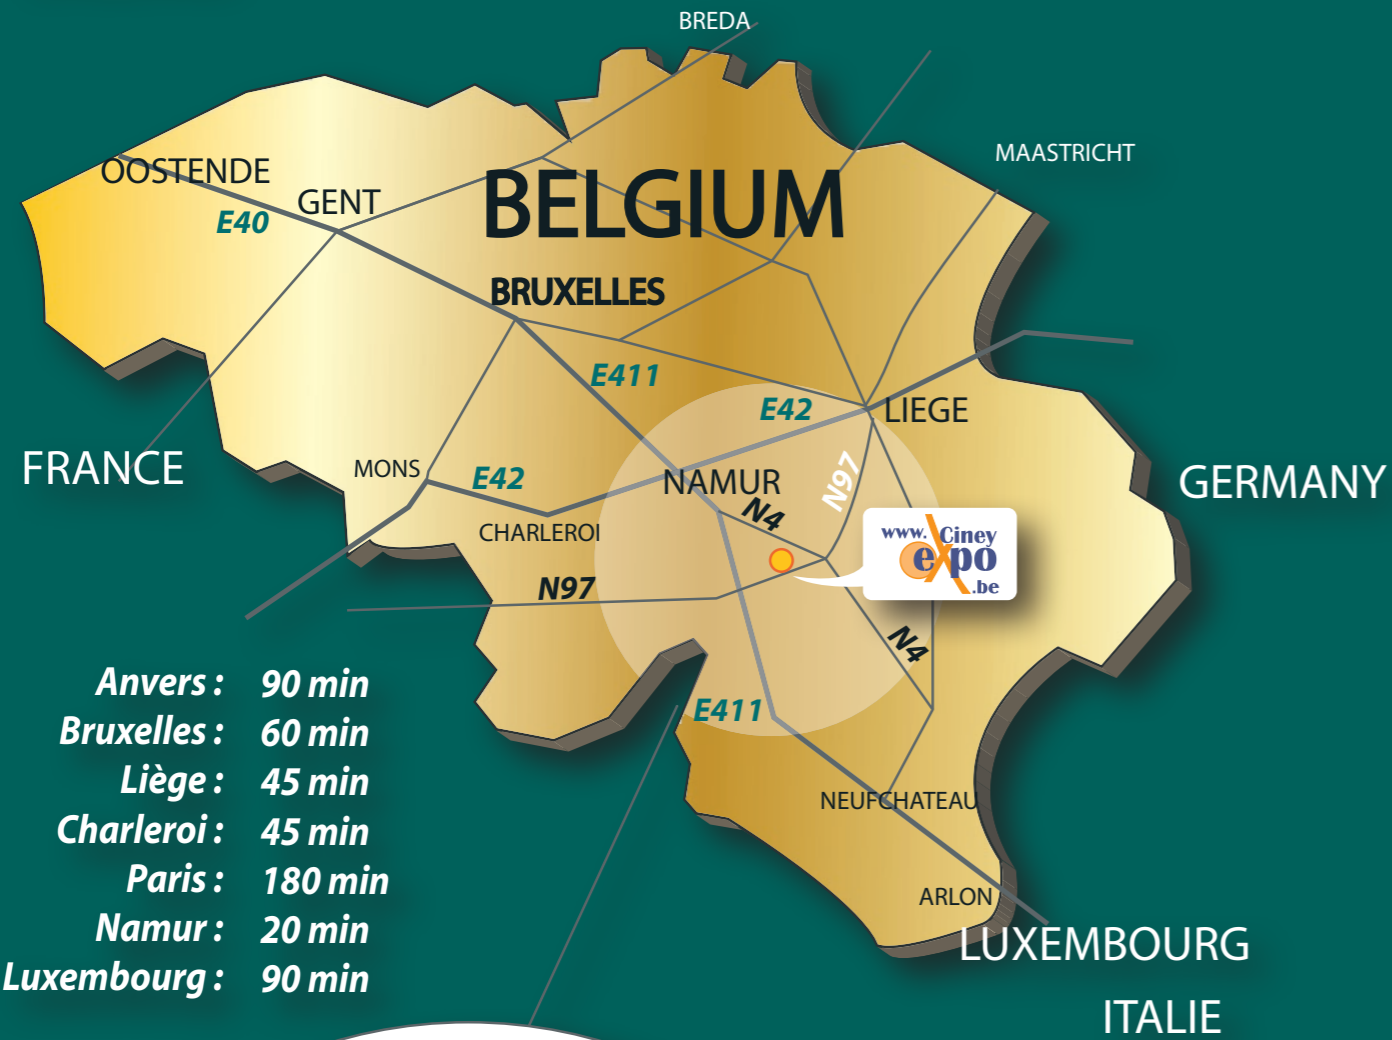 BREDA
MAASTRICHT
OOSTENDE
GENT
E40
BELGIUM
BRUXELLES
E411
E42
LIEGE
FRANCE
MONS
E42
NAMUR
N97
GERMANY
N4
CHARLEROI
www. Ciney
expo
.be
N97
N4
E411
Anvers : 90 min
Bruxelles : 60 min
Liège : 45 min
Charleroi : 45 min
Paris : 180 min
Namur : 20 min
Luxembourg : 90 min
NEUFCHATEAU
ARLON
LUXEMBOURG
ITALIE